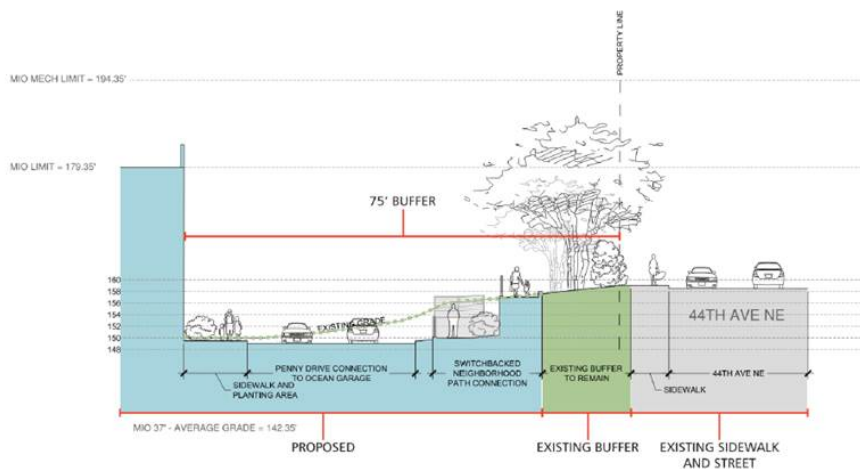 PROPERTY LINE
MIO MECH LIMIT = 194.35'
MIO LIMIT = 179.35'
75' BUFFER
160
158
156
154
152
150
148
EXISTING GRADE
44TH AVE NE
SIDEWALK AND
PLANTING AREA
PENNY DRIVE CONNECTION
TO OCEAN GARAGE
SWITCHBACKED
NEIGHBORHOOD
PATH CONNECTION
EXISTING BUFFER
TO REMAIN
SIDEWALK
44TH AVE NE
MIO 37' - AVERAGE GRADE = 142.35'
PROPOSED
EXISTING BUFFER
EXISTING SIDEWALK
AND STREET